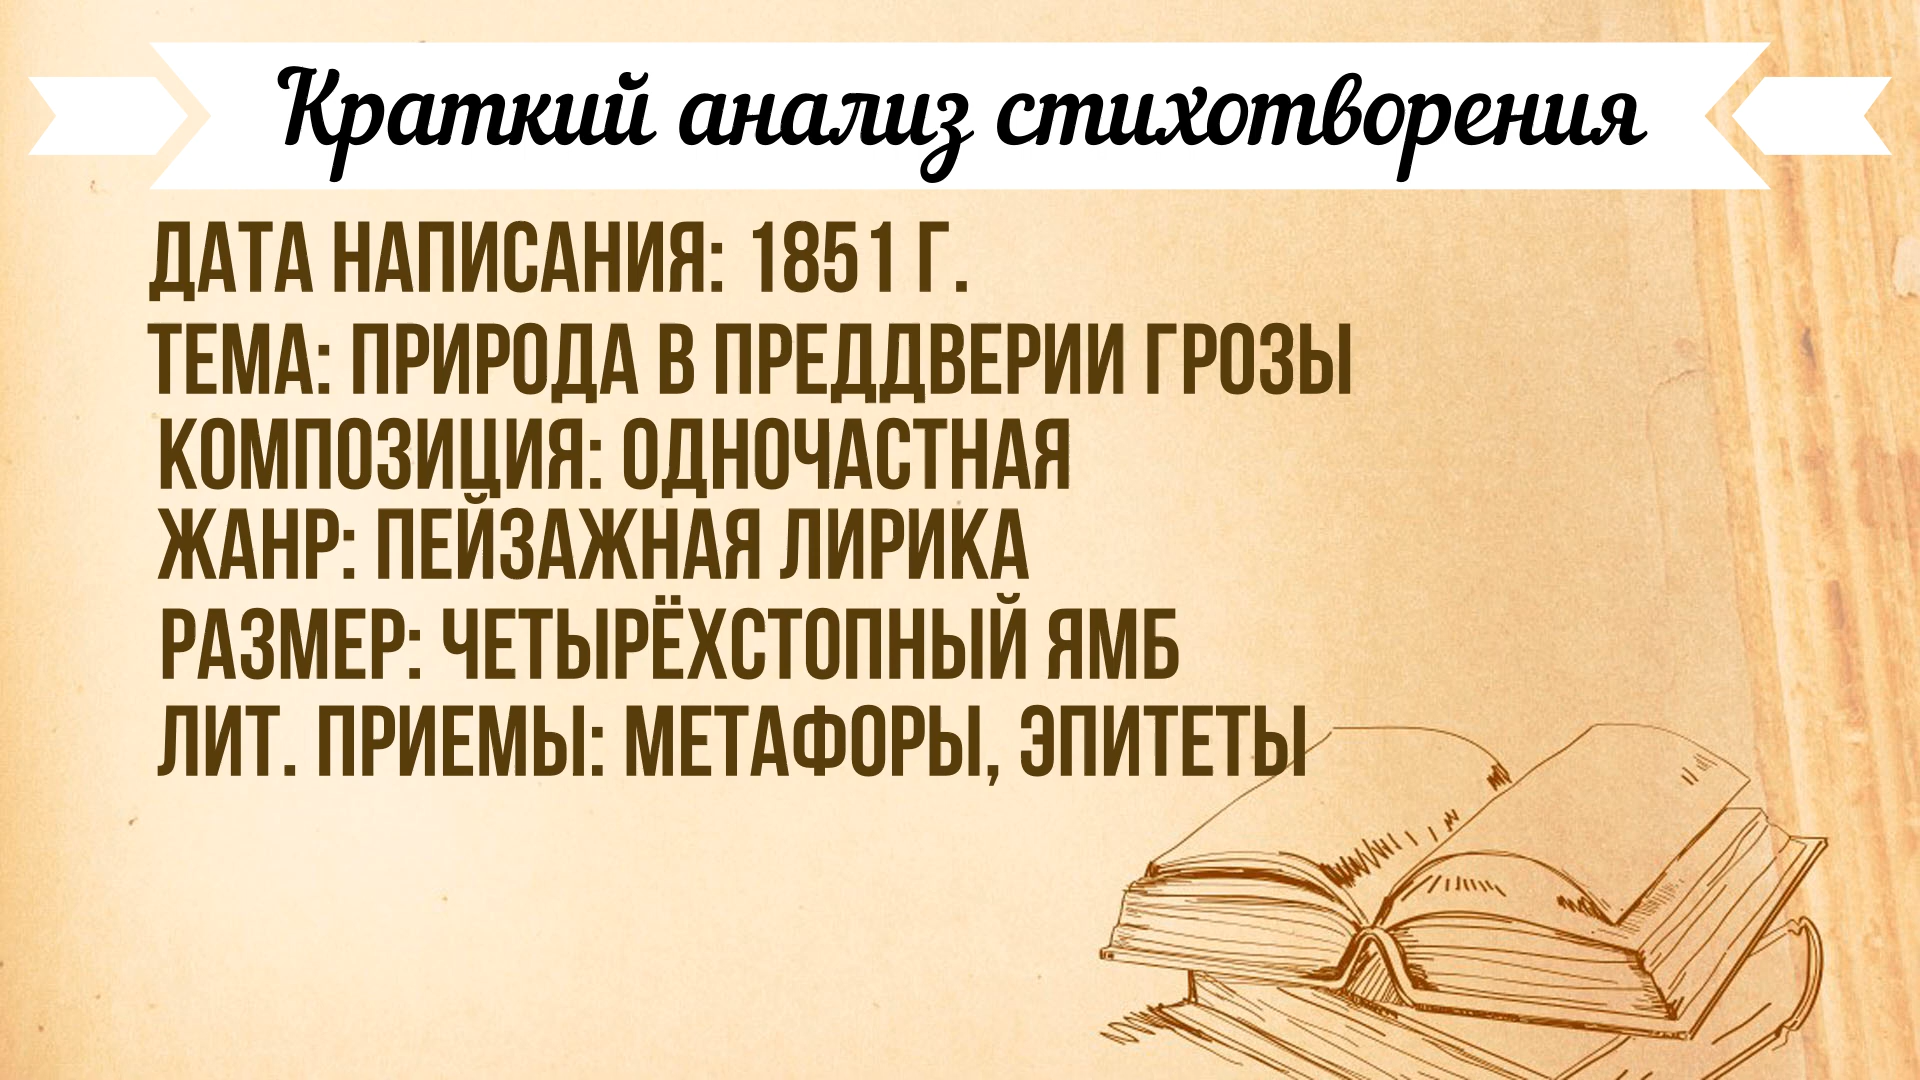 Краткий анализ стихотворения
ДАТА НАПИСАНИЯ: 1851 Г.
ТЕМА: ПРИРОДА В ПРЕДДВЕРИИ ГРОЗЫ
КОМПОЗИЦИЯ: ОДНОЧАСТНАЯ
ЖАНР: ПЕЙЗАЖНАЯ ЛИРИКА
РАЗМЕР: ЧЕТЫРЁХСТОПНЫЙ ЯМБ
ЛИТ. ПРИЕМЫ: МЕТАФОРЫ, ЭПИТЕТЫ